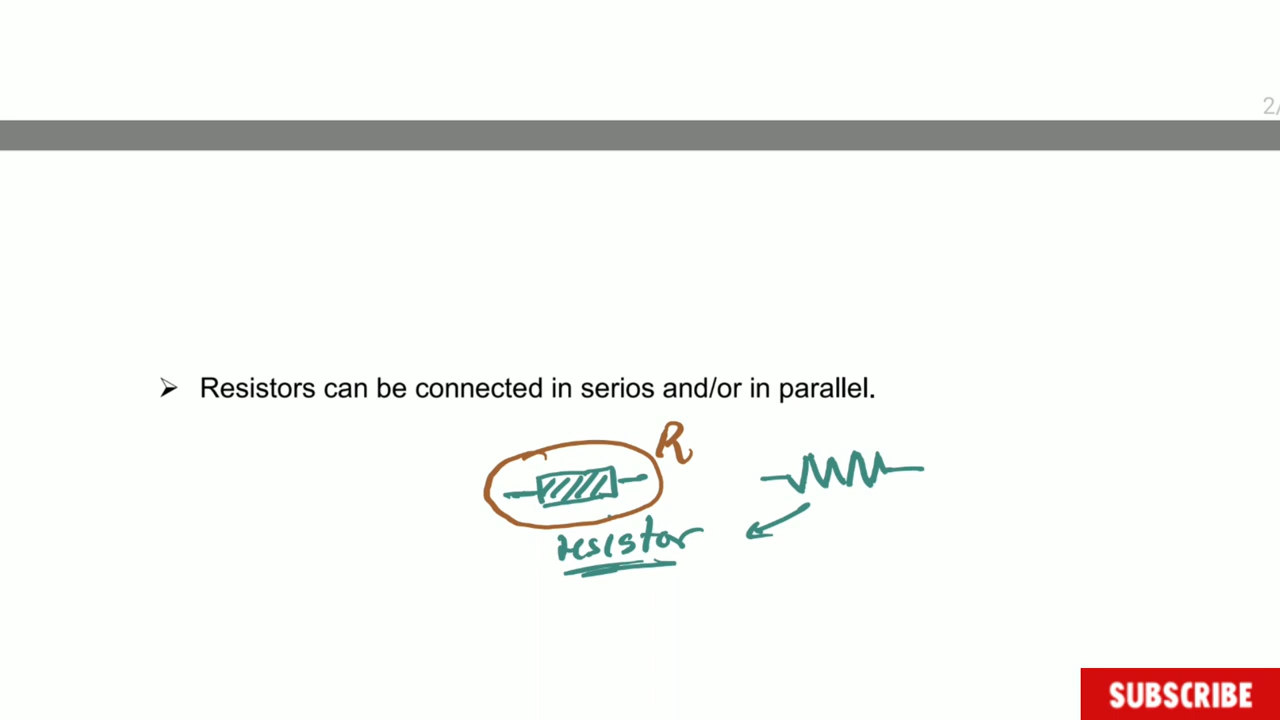 2/
➢ Resistors can be connected in serios and/or in parallel.
R
resistor
SUBSCRIBE